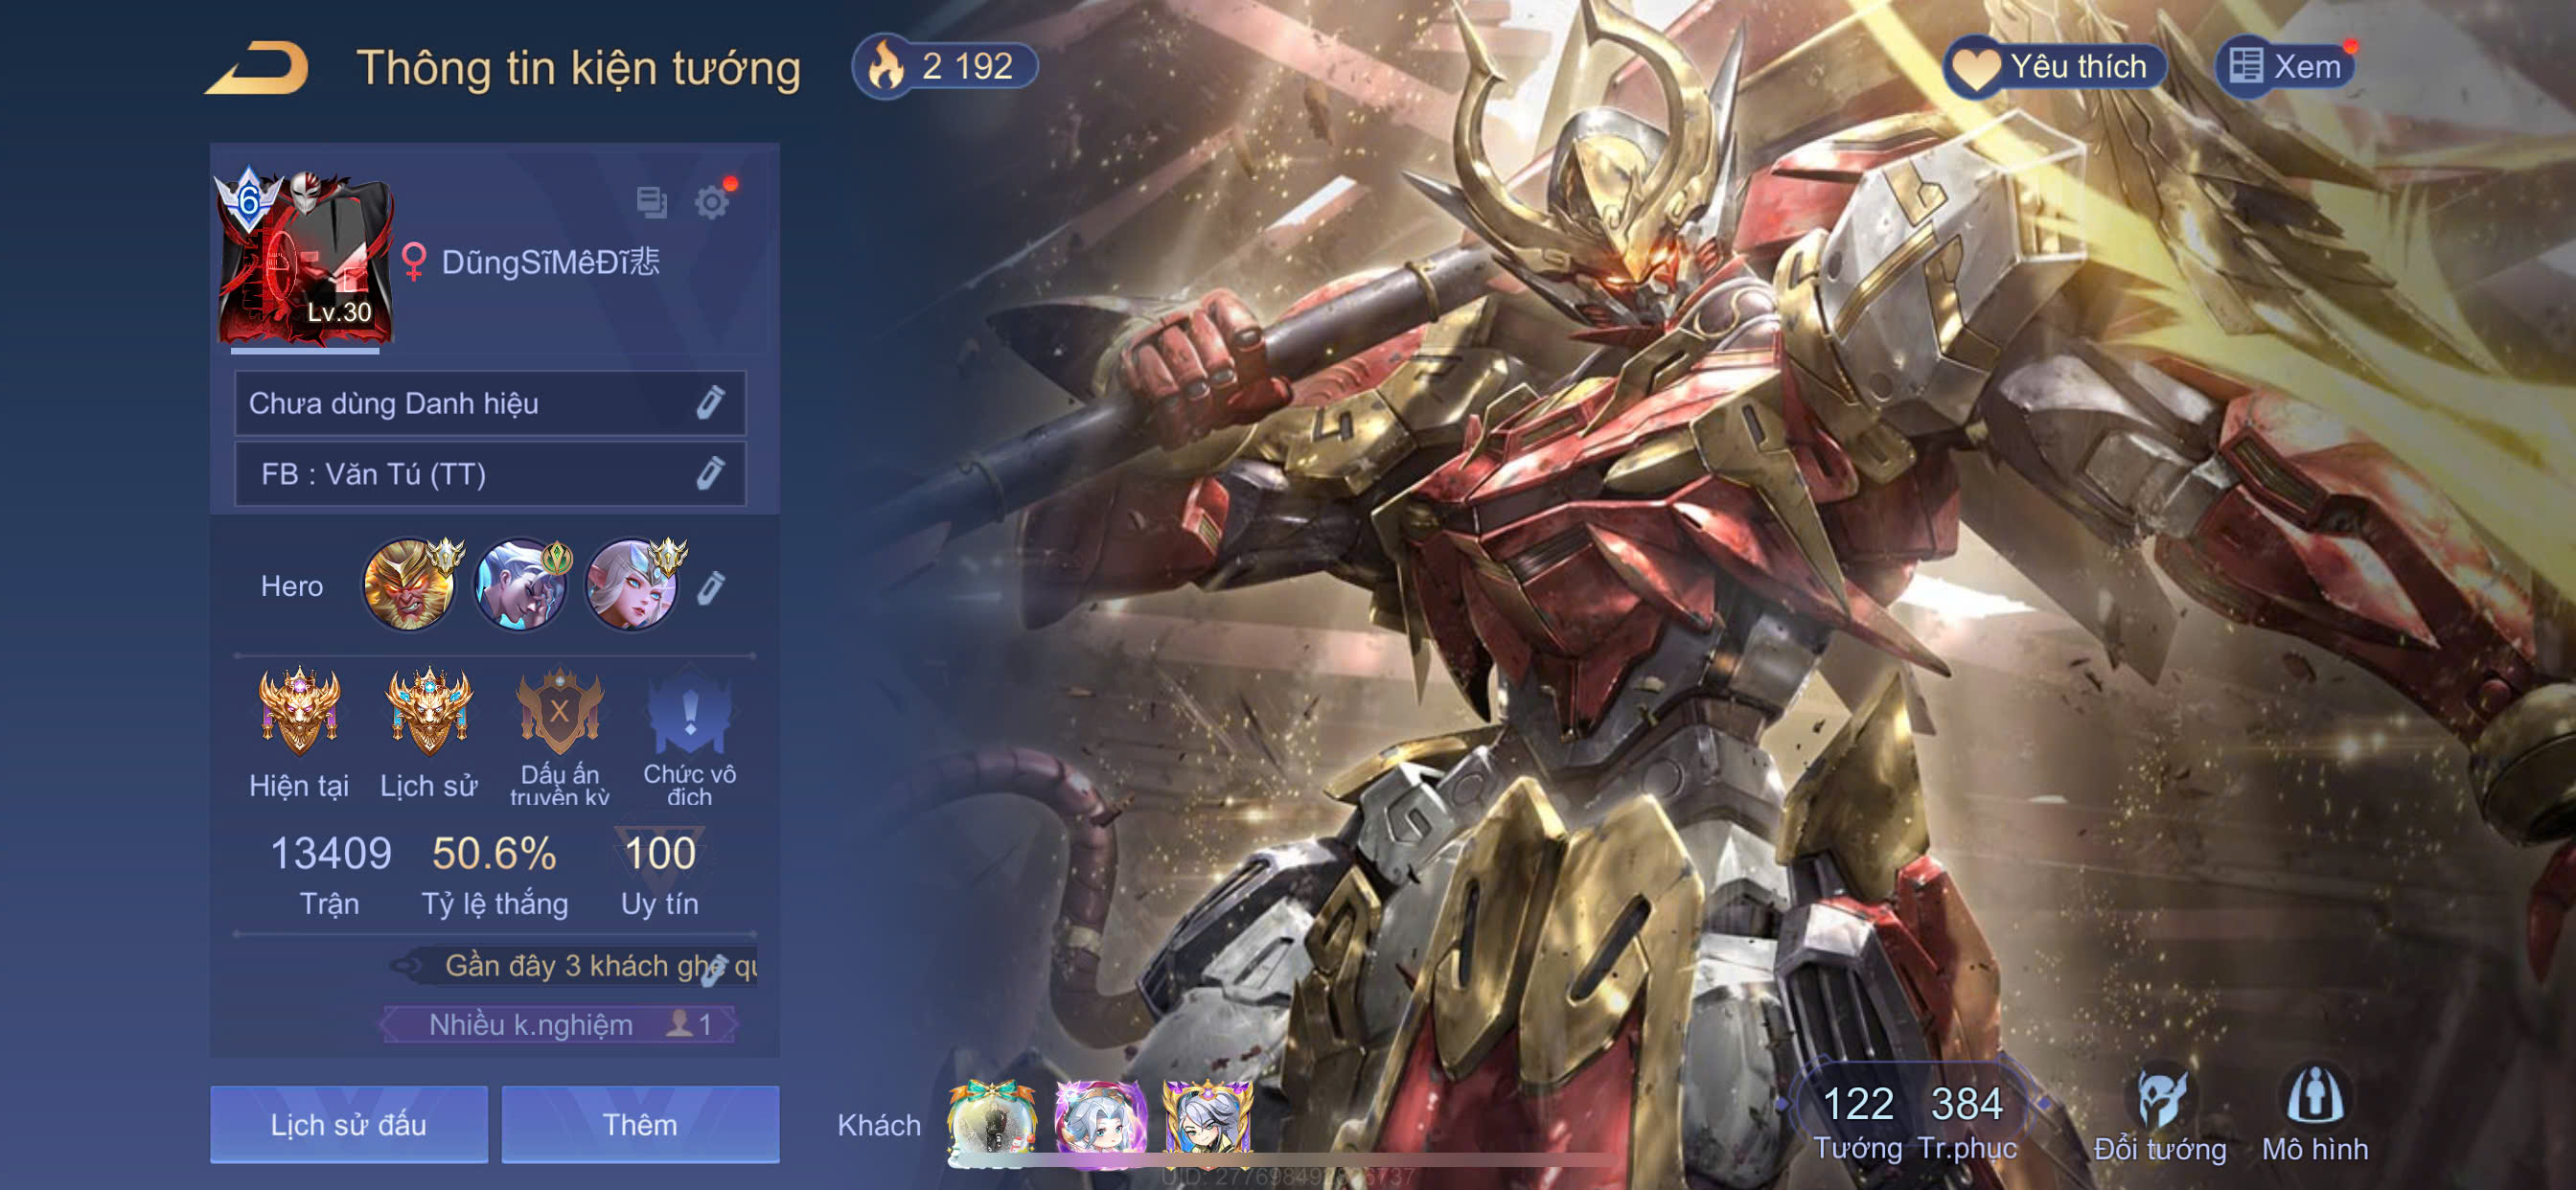 Thông tin kiện tướng
2 192
Yêu thích
Xem
6
DũngSĩMêĐĩ悲
Lv.30
Chưa dùng Danh hiệu
FB : Văn Tú (TT)
Hero
Hiện tại
Lịch sử
X
Dấu ấn
truyền kỳ
Chức vô
địch
13409
50.6%
100
Trận
Tỷ lệ thắng
Uy tín
Gần đây 3 khách ghé qu
Nhiều k.nghiệm
1
Lịch sử đấu
Thêm
Khách
122
384
Tướng
Tr.phục
Đổi tướng
Mô hình